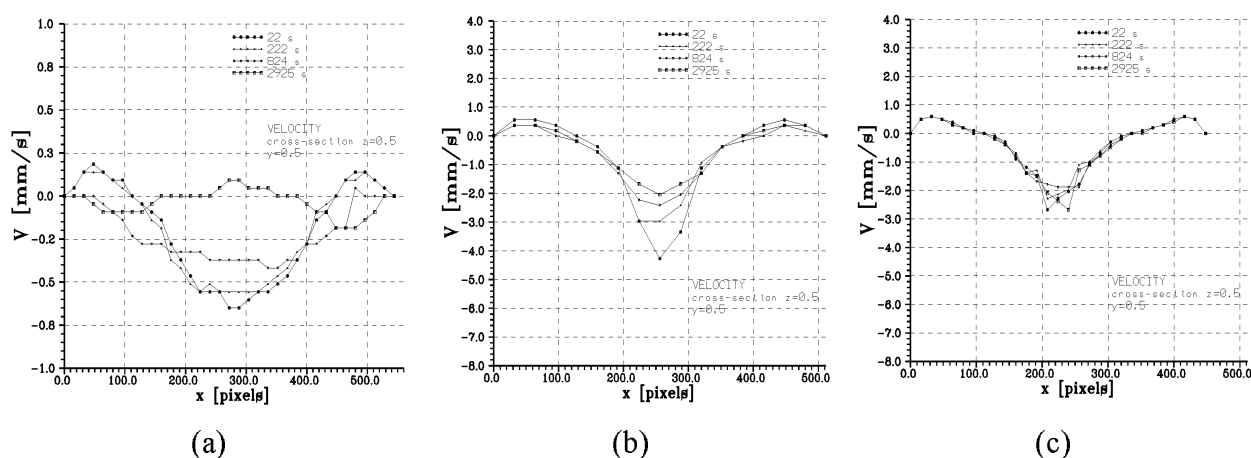 1.0
0.8
0.5
0.3
0.0
−0.2
−0.5
−0.8
−1.0
V [mm/s]
22 s
222 s
824 s
2925 s
VELOCITY
cross-section z=0.5
y=0.5
0.0 100.0 200.0 300.0 400.0 500.0
x [pixels]
(a)
4.0
3.0
2.0
1.0
0.0
−1.0
−2.0
−3.0
−4.0
−5.0
−6.0
−7.0
−8.0
V [mm/s]
22 s
222 s
824 s
2925 s
VELOCITY
cross-section z=0.5
y=0.5
0.0 100.0 200.0 300.0 400.0 500.0
x [pixels]
(b)
4.0
3.0
2.0
1.0
0.0
−1.0
−2.0
−3.0
−4.0
−5.0
−6.0
−7.0
−8.0
V [mm/s]
22 s
222 s
824 s
2925 s
VELOCITY
cross-section z=0.5
y=0.5
0.0 100.0 200.0 300.0 400.0 500.0
x [pixels]
(c)